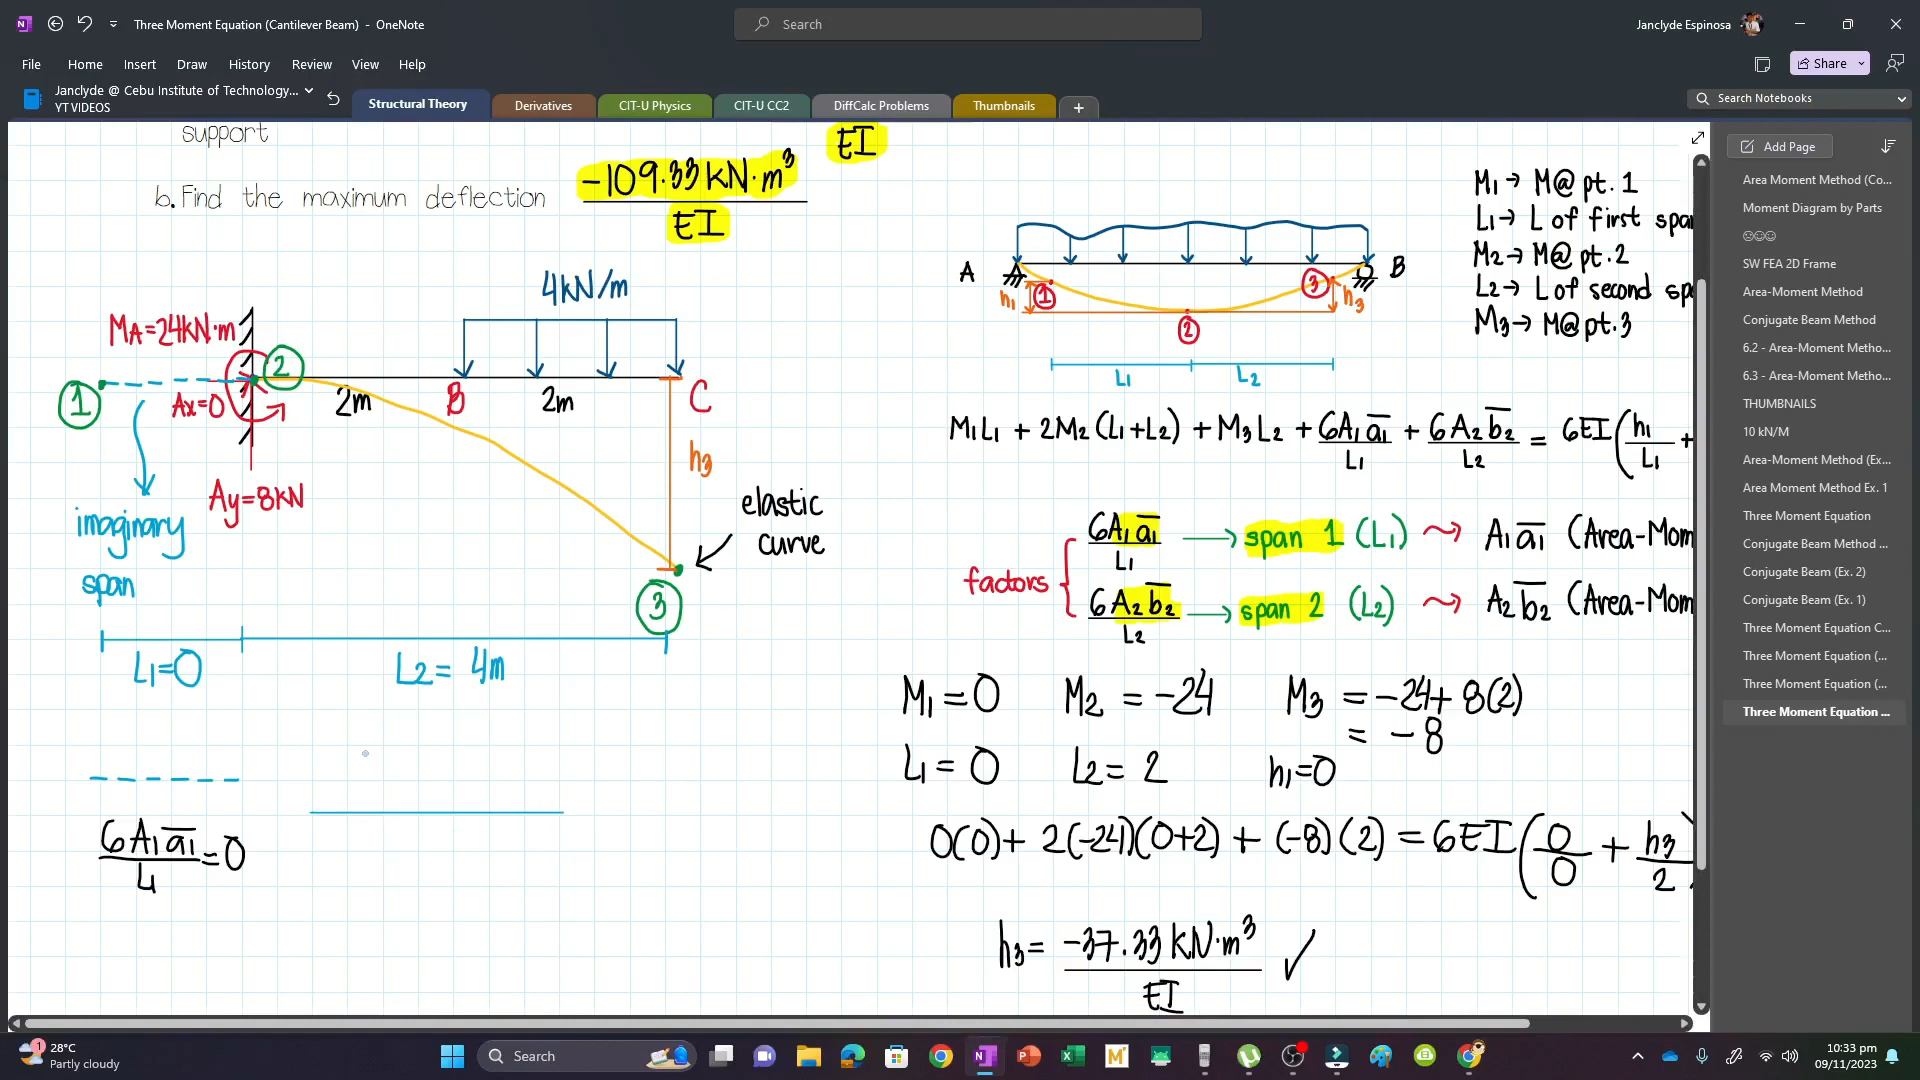 Three Moment Equation (Cantilever Beam) - OneNote
Search
Janclyde Espinosa
File Home Insert Draw History Review View Help
Share
Janclyde @ Cebu Institute of Technology...
YT VIDEOS
Structural Theory
Derivatives
CIT-U Physics
CIT-U CC2
DiffCalc Problems
Thumbnails
+
Search Notebooks
support
EI
b. Find the maximum deflection
-109.33 kN·m³
EI
4kN/m
MA=24kN·m
2
1
Ax=0
2m
B
2m
C
h3
Ay=8kN
imaginary
span
elastic
curve
3
L1=0
L2= 4m
6A1a̅1
L1
=0
A
B
h1
1
2
3
h3
L1
L2
M1→ M@pt.1
L1→ L of first span
M2→ M@pt.2
L2→ L of second sp
M3→ M@pt.3
M1L1 + 2M2(L1+L2) + M3L2 + 6A1a̅1/L1 + 6A2b̅2/L2 = 6EI(h1/L1 +
factors
6A1a̅1/L1 → span 1 (L1) ⤳ A1a̅1 (Area-Mom
6A2b̅2/L2 → span 2 (L2) ⤳ A2b̅2 (Area-Mom
M1=0 M2 = -24 M3 = -24+ 8(2)
= -8
L1= 0 L2= 2 h1=0
0(0)+ 2(-24)(0+2) + (-8)(2) = 6EI(0/0 + h3/2
h3= -37.33 kN·m³/EI ✓
Add Page
Area Moment Method (Co...
Moment Diagram by Parts
☹☺☺
SW FEA 2D Frame
Area-Moment Method
Conjugate Beam Method
6.2 - Area-Moment Metho...
6.3 - Area-Moment Metho...
THUMBNAILS
10 kN/M
Area-Moment Method (Ex...
Area Moment Method Ex. 1
Three Moment Equation
Conjugate Beam Method ...
Conjugate Beam (Ex. 2)
Conjugate Beam (Ex. 1)
Three Moment Equation C...
Three Moment Equation (...
Three Moment Equation (...
Three Moment Equation ...
1
28°C
Partly cloudy
Search
10:33 pm
09/11/2023